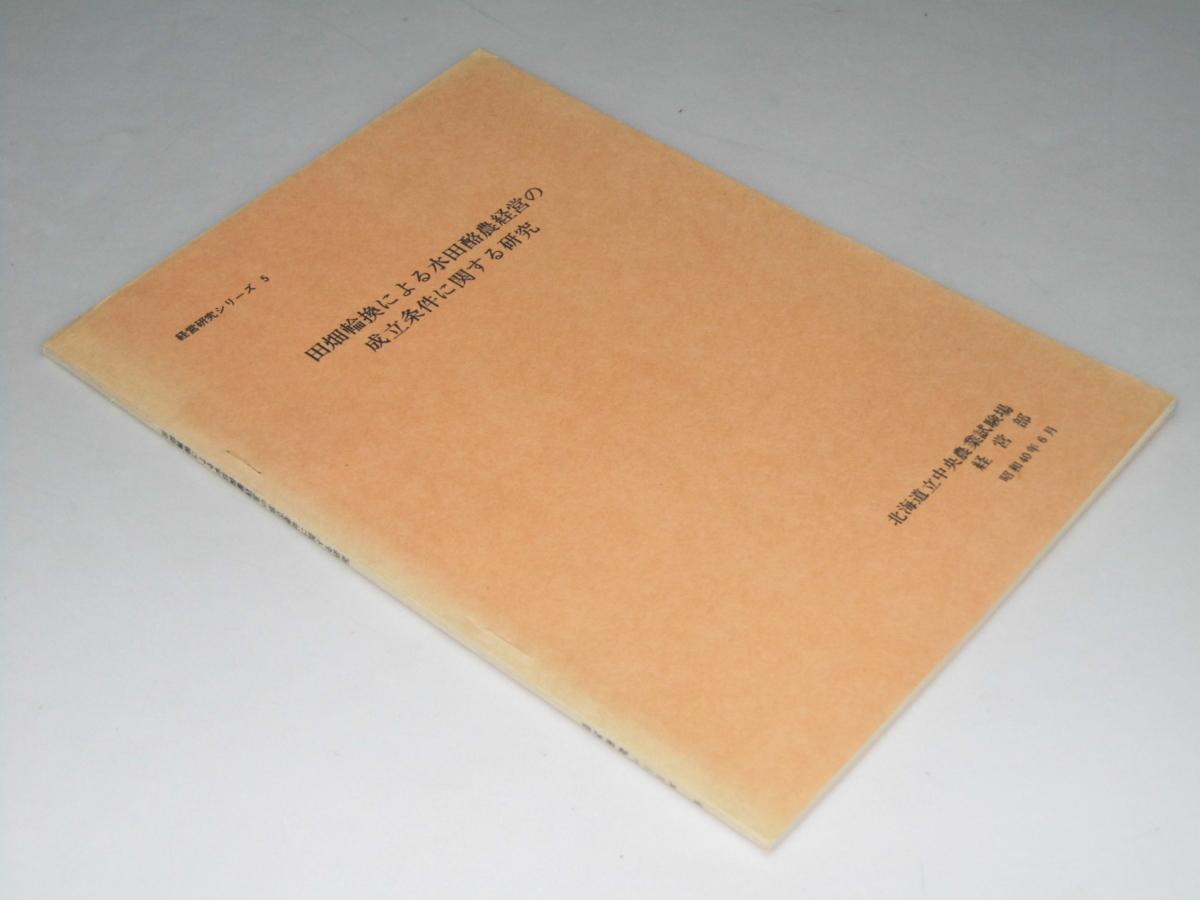 経営研究シリーズ 5
田畑輪換による水田酪農経営の
成立条件に関する研究
北海道立中央農業試験場
経営部
昭和40年6月